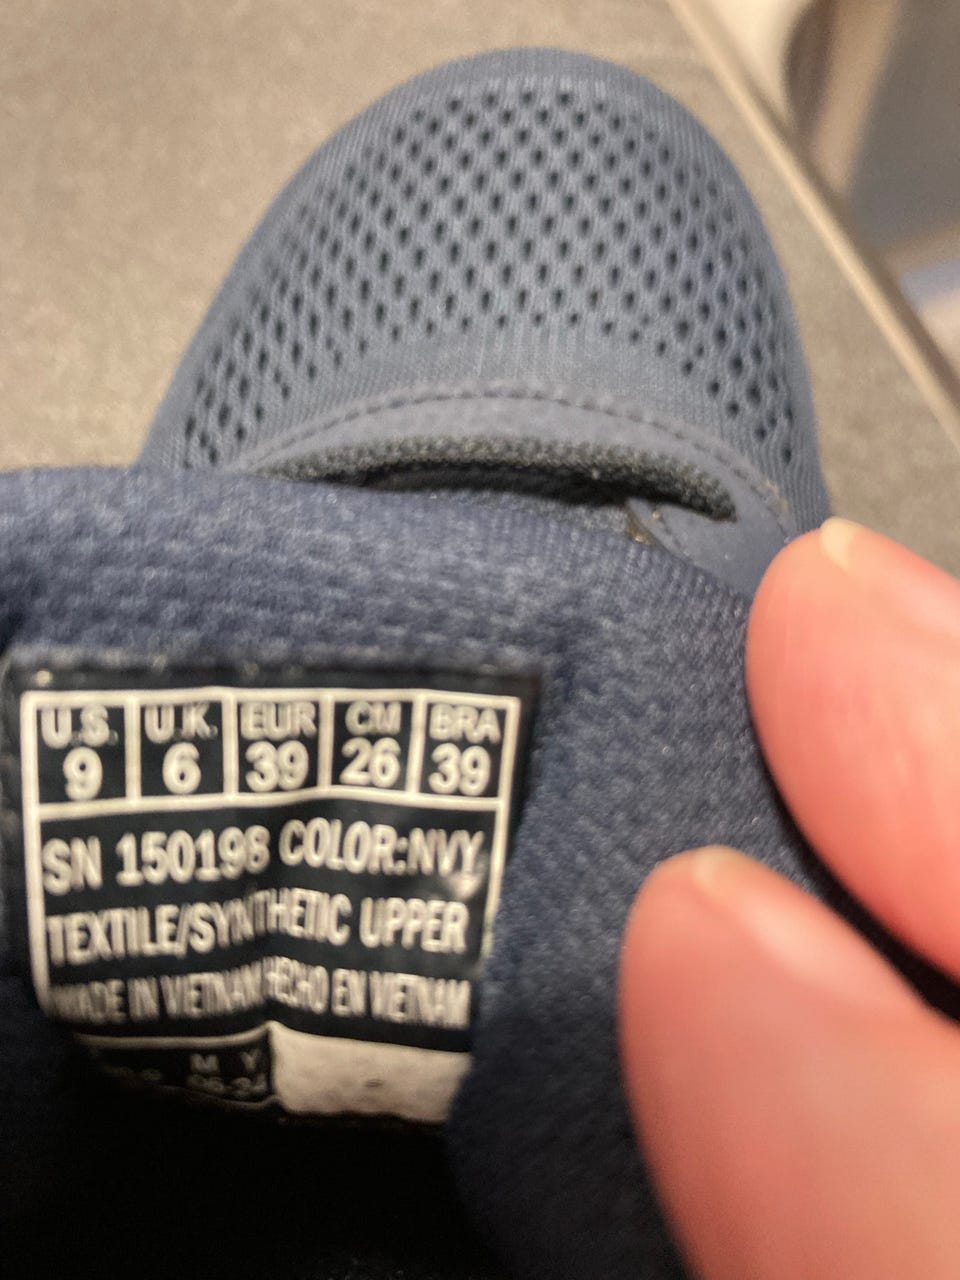 U.S. U.K. EUR CM BRA
9 6 39 26 39
SN 150198 COLOR:NVY
TEXTILE/SYNTHETIC UPPER
MADE IN VIETNAM HECHO EN VIETNAM
M Y